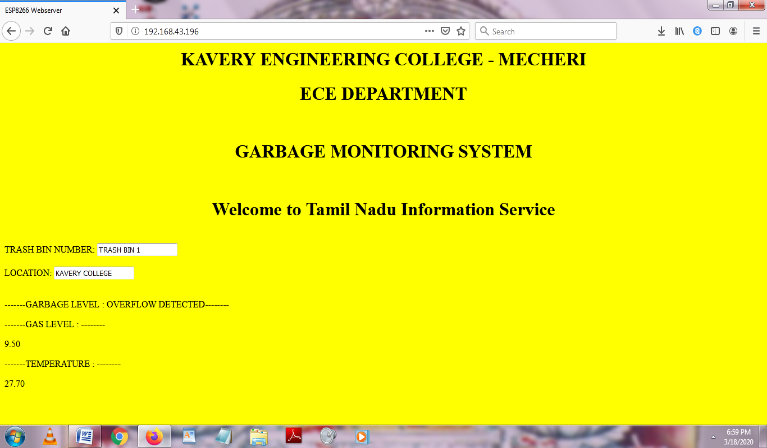 ESP8266 Webserver
192.168.43.196
Search
KAVERY ENGINEERING COLLEGE - MECHERI
ECE DEPARTMENT
GARBAGE MONITORING SYSTEM
Welcome to Tamil Nadu Information Service
TRASH BIN NUMBER: TRASH BIN 1
LOCATION: KAVERY COLLEGE
-------GARBAGE LEVEL : OVERFLOW DETECTED--------
-------GAS LEVEL : --------
9.50
-------TEMPERATURE : --------
27.70
6:59 PM
3/18/2020